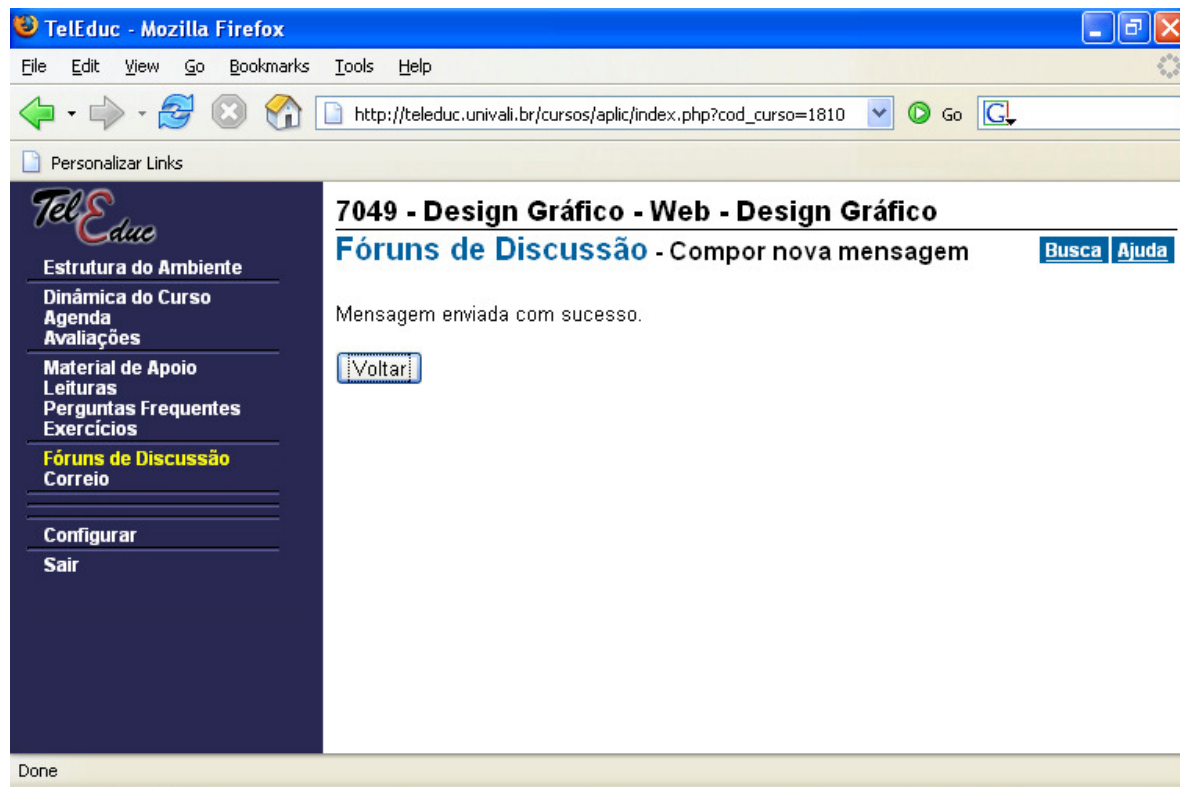 TelEduc - Mozilla Firefox
File Edit View Go Bookmarks Tools Help
http://teleduc.univali.br/cursos/aplic/index.php?cod_curso=1810 Go G
Personalizar Links
TelEduc
Estrutura do Ambiente
Dinâmica do Curso
Agenda
Avaliações
Material de Apoio
Leituras
Perguntas Frequentes
Exercícios
Fóruns de Discussão
Correio
Configurar
Sair
7049 - Design Gráfico - Web - Design Gráfico
Fóruns de Discussão - Compor nova mensagem Busca Ajuda
Mensagem enviada com sucesso.
Voltar
Done